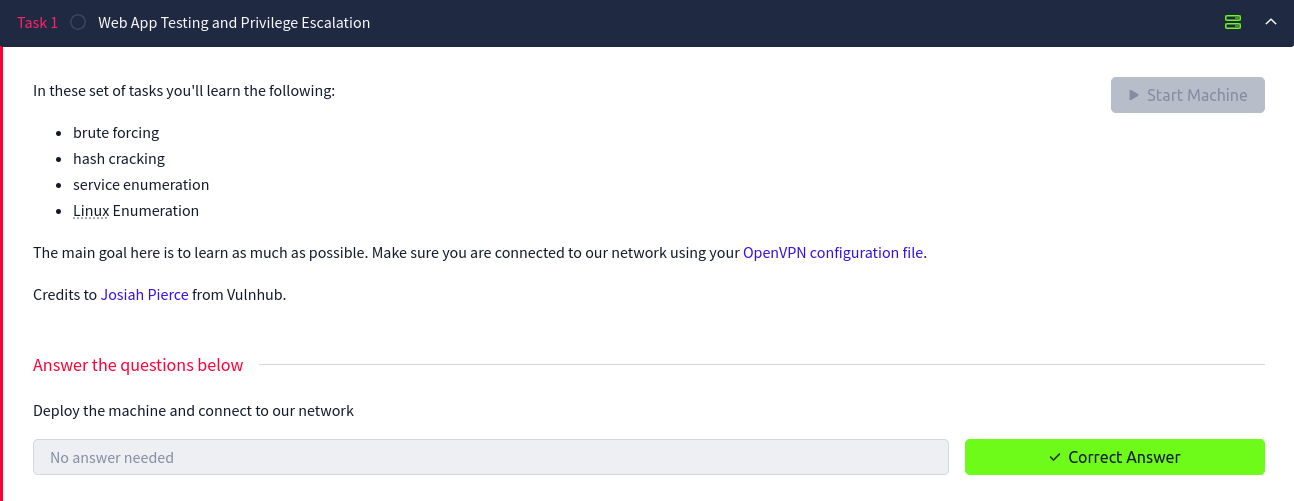 Task 1 Web App Testing and Privilege Escalation
In these set of tasks you'll learn the following:
Start Machine
brute forcing
hash cracking
service enumeration
Linux Enumeration
The main goal here is to learn as much as possible. Make sure you are connected to our network using your OpenVPN configuration file.
Credits to Josiah Pierce from Vulnhub.
Answer the questions below
Deploy the machine and connect to our network
No answer needed
Correct Answer